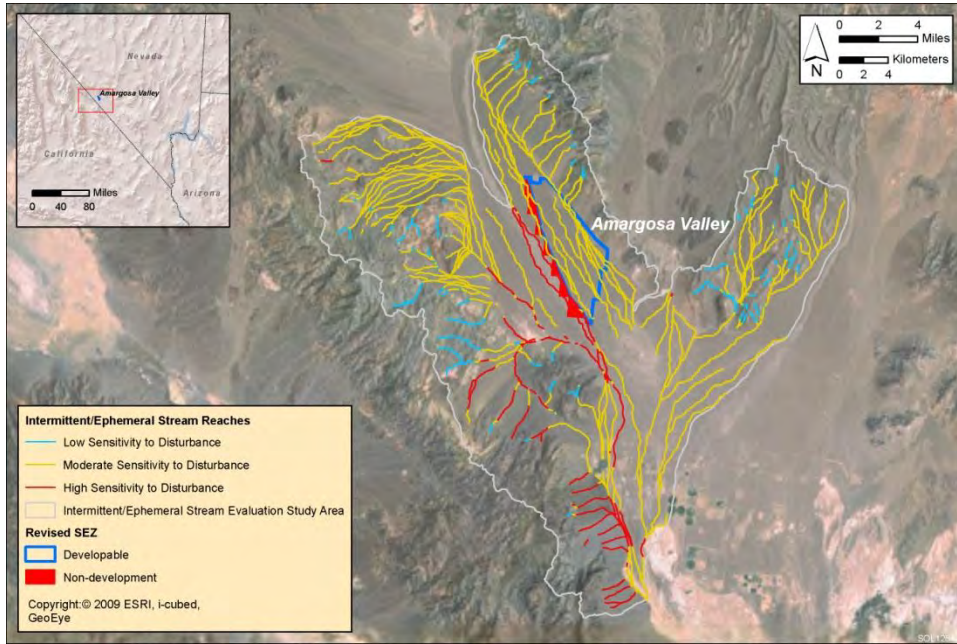 Nevada
Amargosa Valley
California
Arizona
Miles
0 40 80
0 2 4
Miles
Kilometers
0 2 4
N
Amargosa Valley
Intermittent/Ephemeral Stream Reaches
Low Sensitivity to Disturbance
Moderate Sensitivity to Disturbance
High Sensitivity to Disturbance
Intermittent/Ephemeral Stream Evaluation Study Area
Revised SEZ
Developable
Non-development
Copyright:© 2009 ESRI, i-cubed,
GeoEye